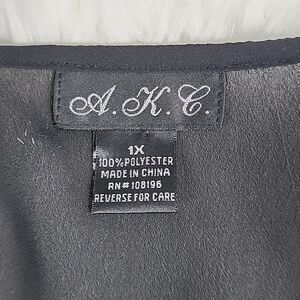 A.K.C.
1X
100% POLYESTER
MADE IN CHINA
RN# 108196
REVERSE FOR CARE